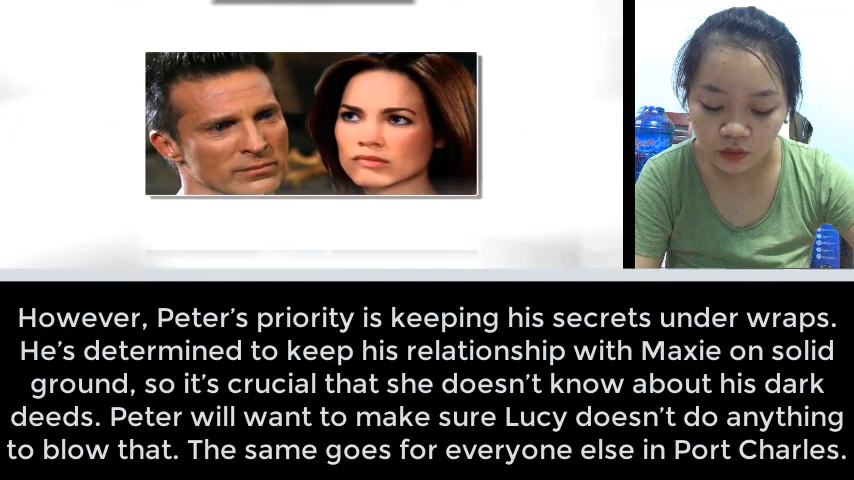 However, Peter’s priority is keeping his secrets under wraps.
He’s determined to keep his relationship with Maxie on solid
ground, so it’s crucial that she doesn’t know about his dark
deeds. Peter will want to make sure Lucy doesn’t do anything
to blow that. The same goes for everyone else in Port Charles.